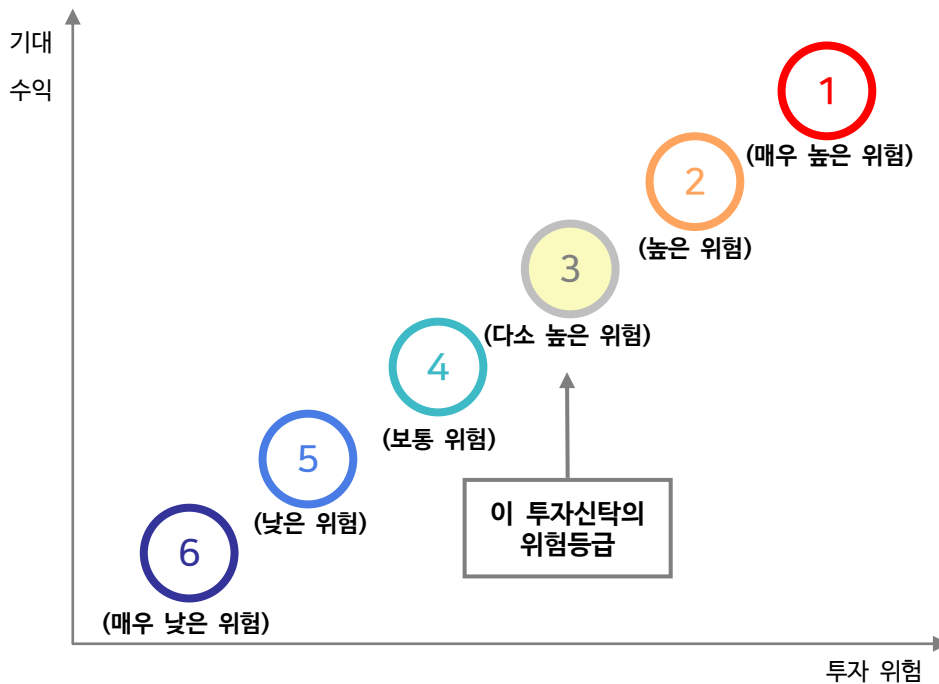 기대
수익
1
(매우 높은 위험)
2
(높은 위험)
3
(다소 높은 위험)
4
(보통 위험)
5
(낮은 위험)
6
(매우 낮은 위험)
이 투자신탁의
위험등급
투자 위험